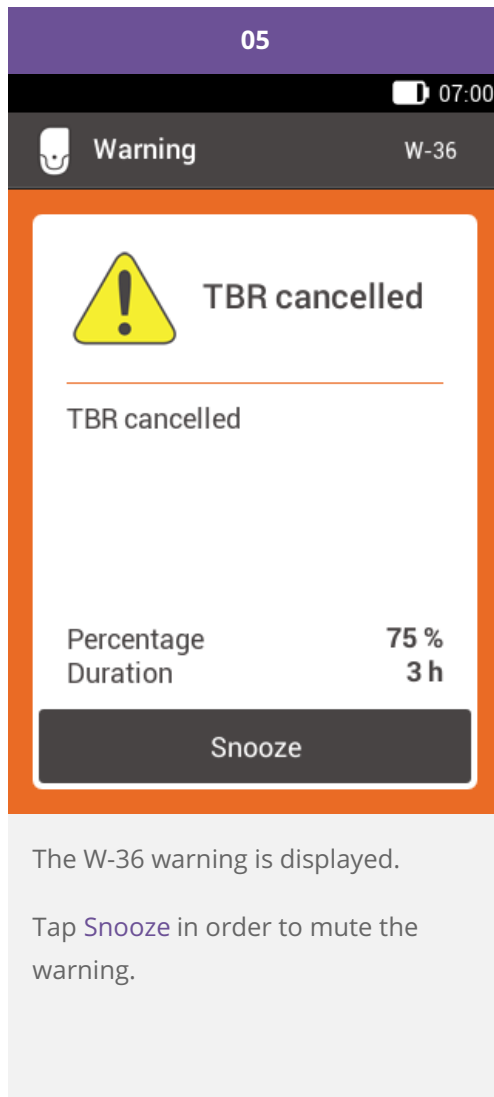 05
07:00
Warning W-36
TBR cancelled
TBR cancelled
Percentage 75 %
Duration 3 h
Snooze
The W-36 warning is displayed.
Tap Snooze in order to mute the
warning.